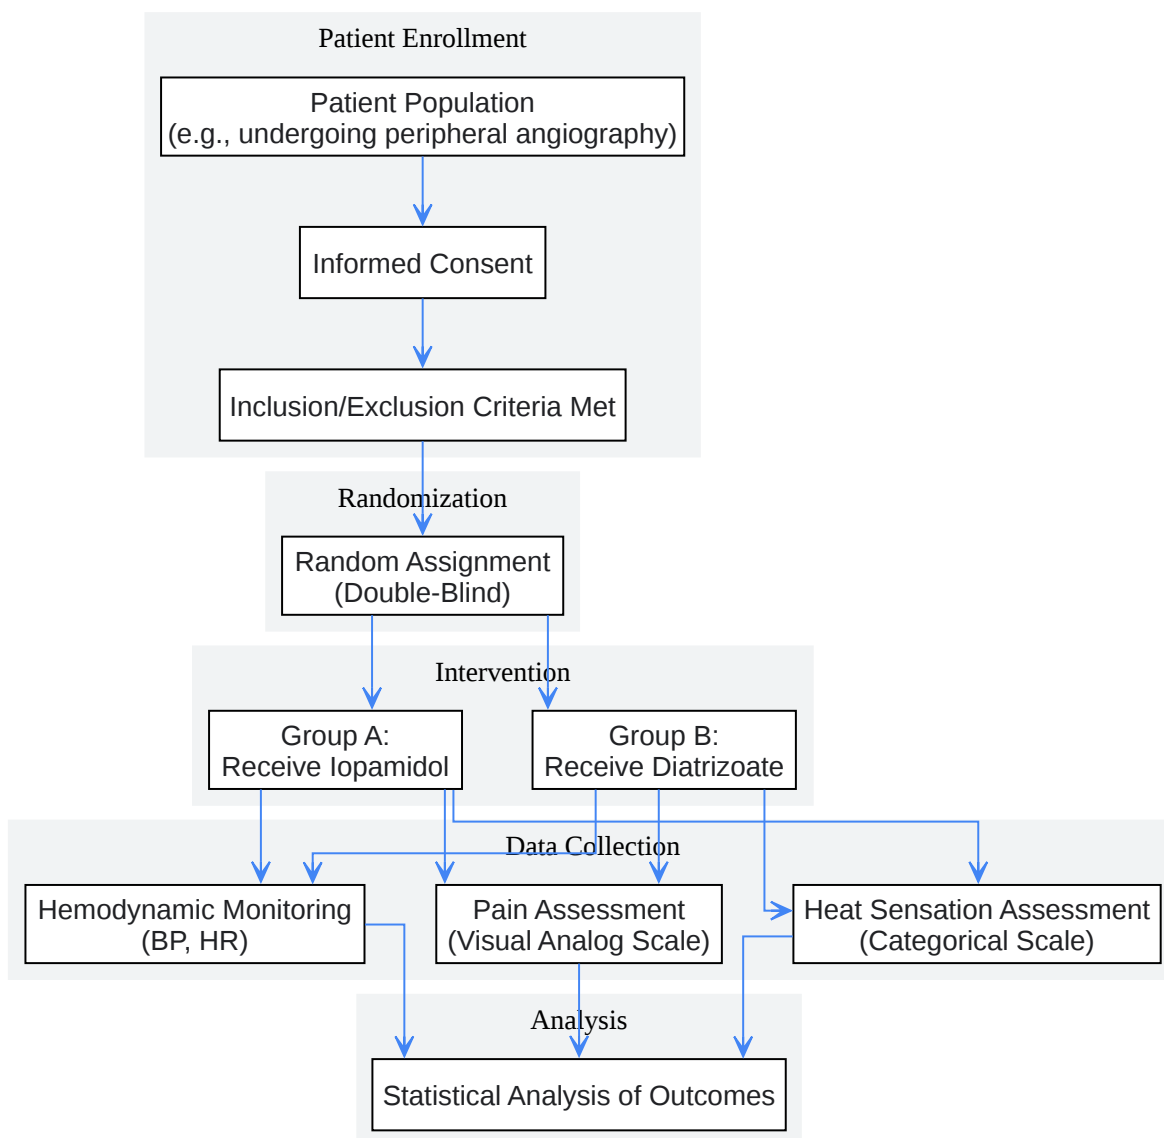 Patient Enrollment
Patient Population
(e.g., undergoing peripheral angiography)
Informed Consent
Inclusion/Exclusion Criteria Met
Randomization
Random Assignment
(Double-Blind)
Intervention
Group A:
Receive Iopamidol
Group B:
Receive Diatrizoate
Data Collection
Hemodynamic Monitoring
(BP, HR)
Pain Assessment
(Visual Analog Scale)
Heat Sensation Assessment
(Categorical Scale)
Analysis
Statistical Analysis of Outcomes